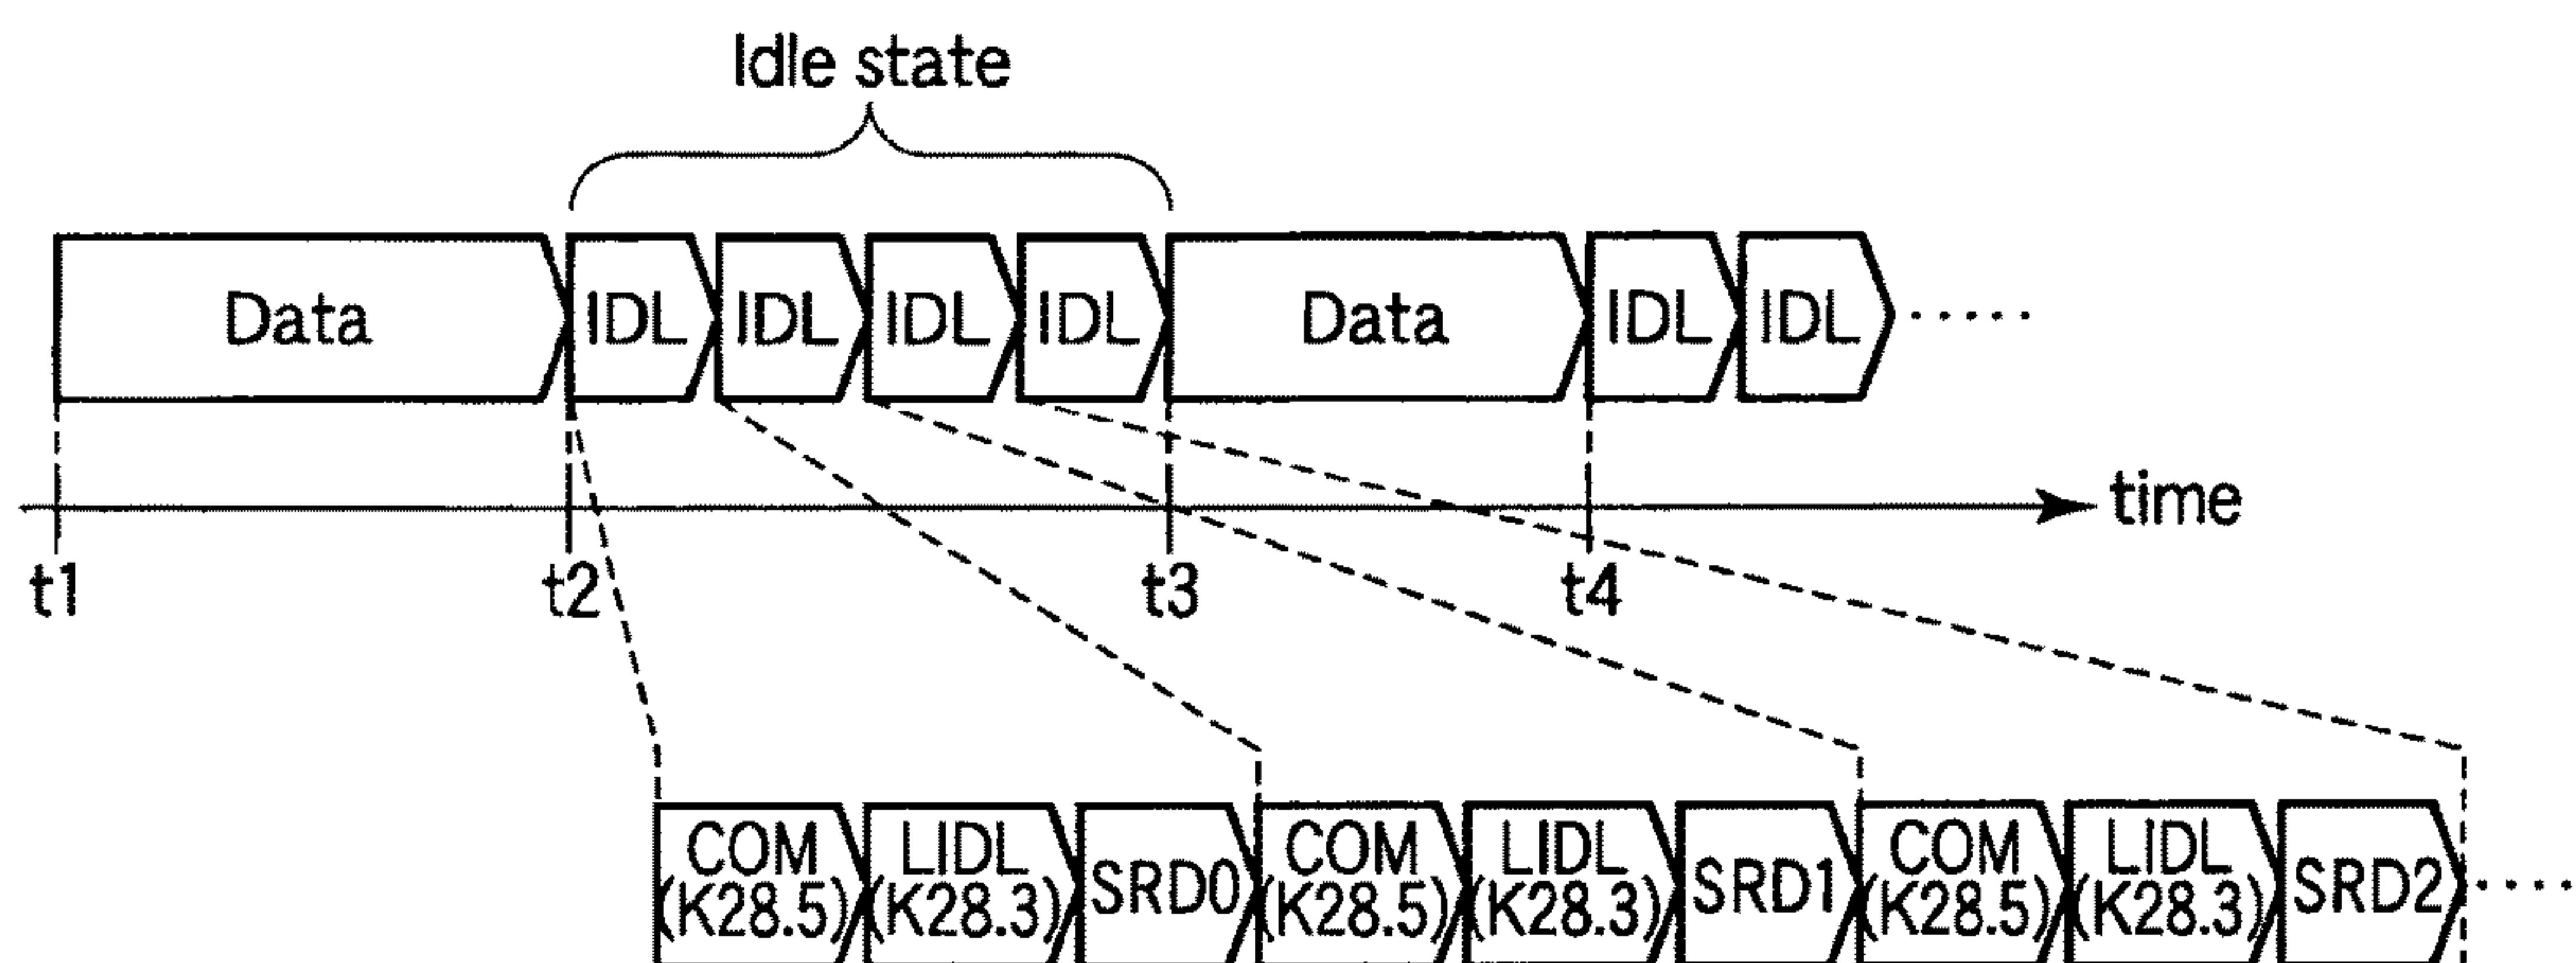 Idle state
Data IDL IDL IDL IDL Data IDL IDL ·····
time
t1 t2 t3 t4
COM LIDL SRD0 COM LIDL SRD1 COM LIDL SRD2 ····
(K28.5) (K28.3) (K28.5) (K28.3) (K28.5) (K28.3)